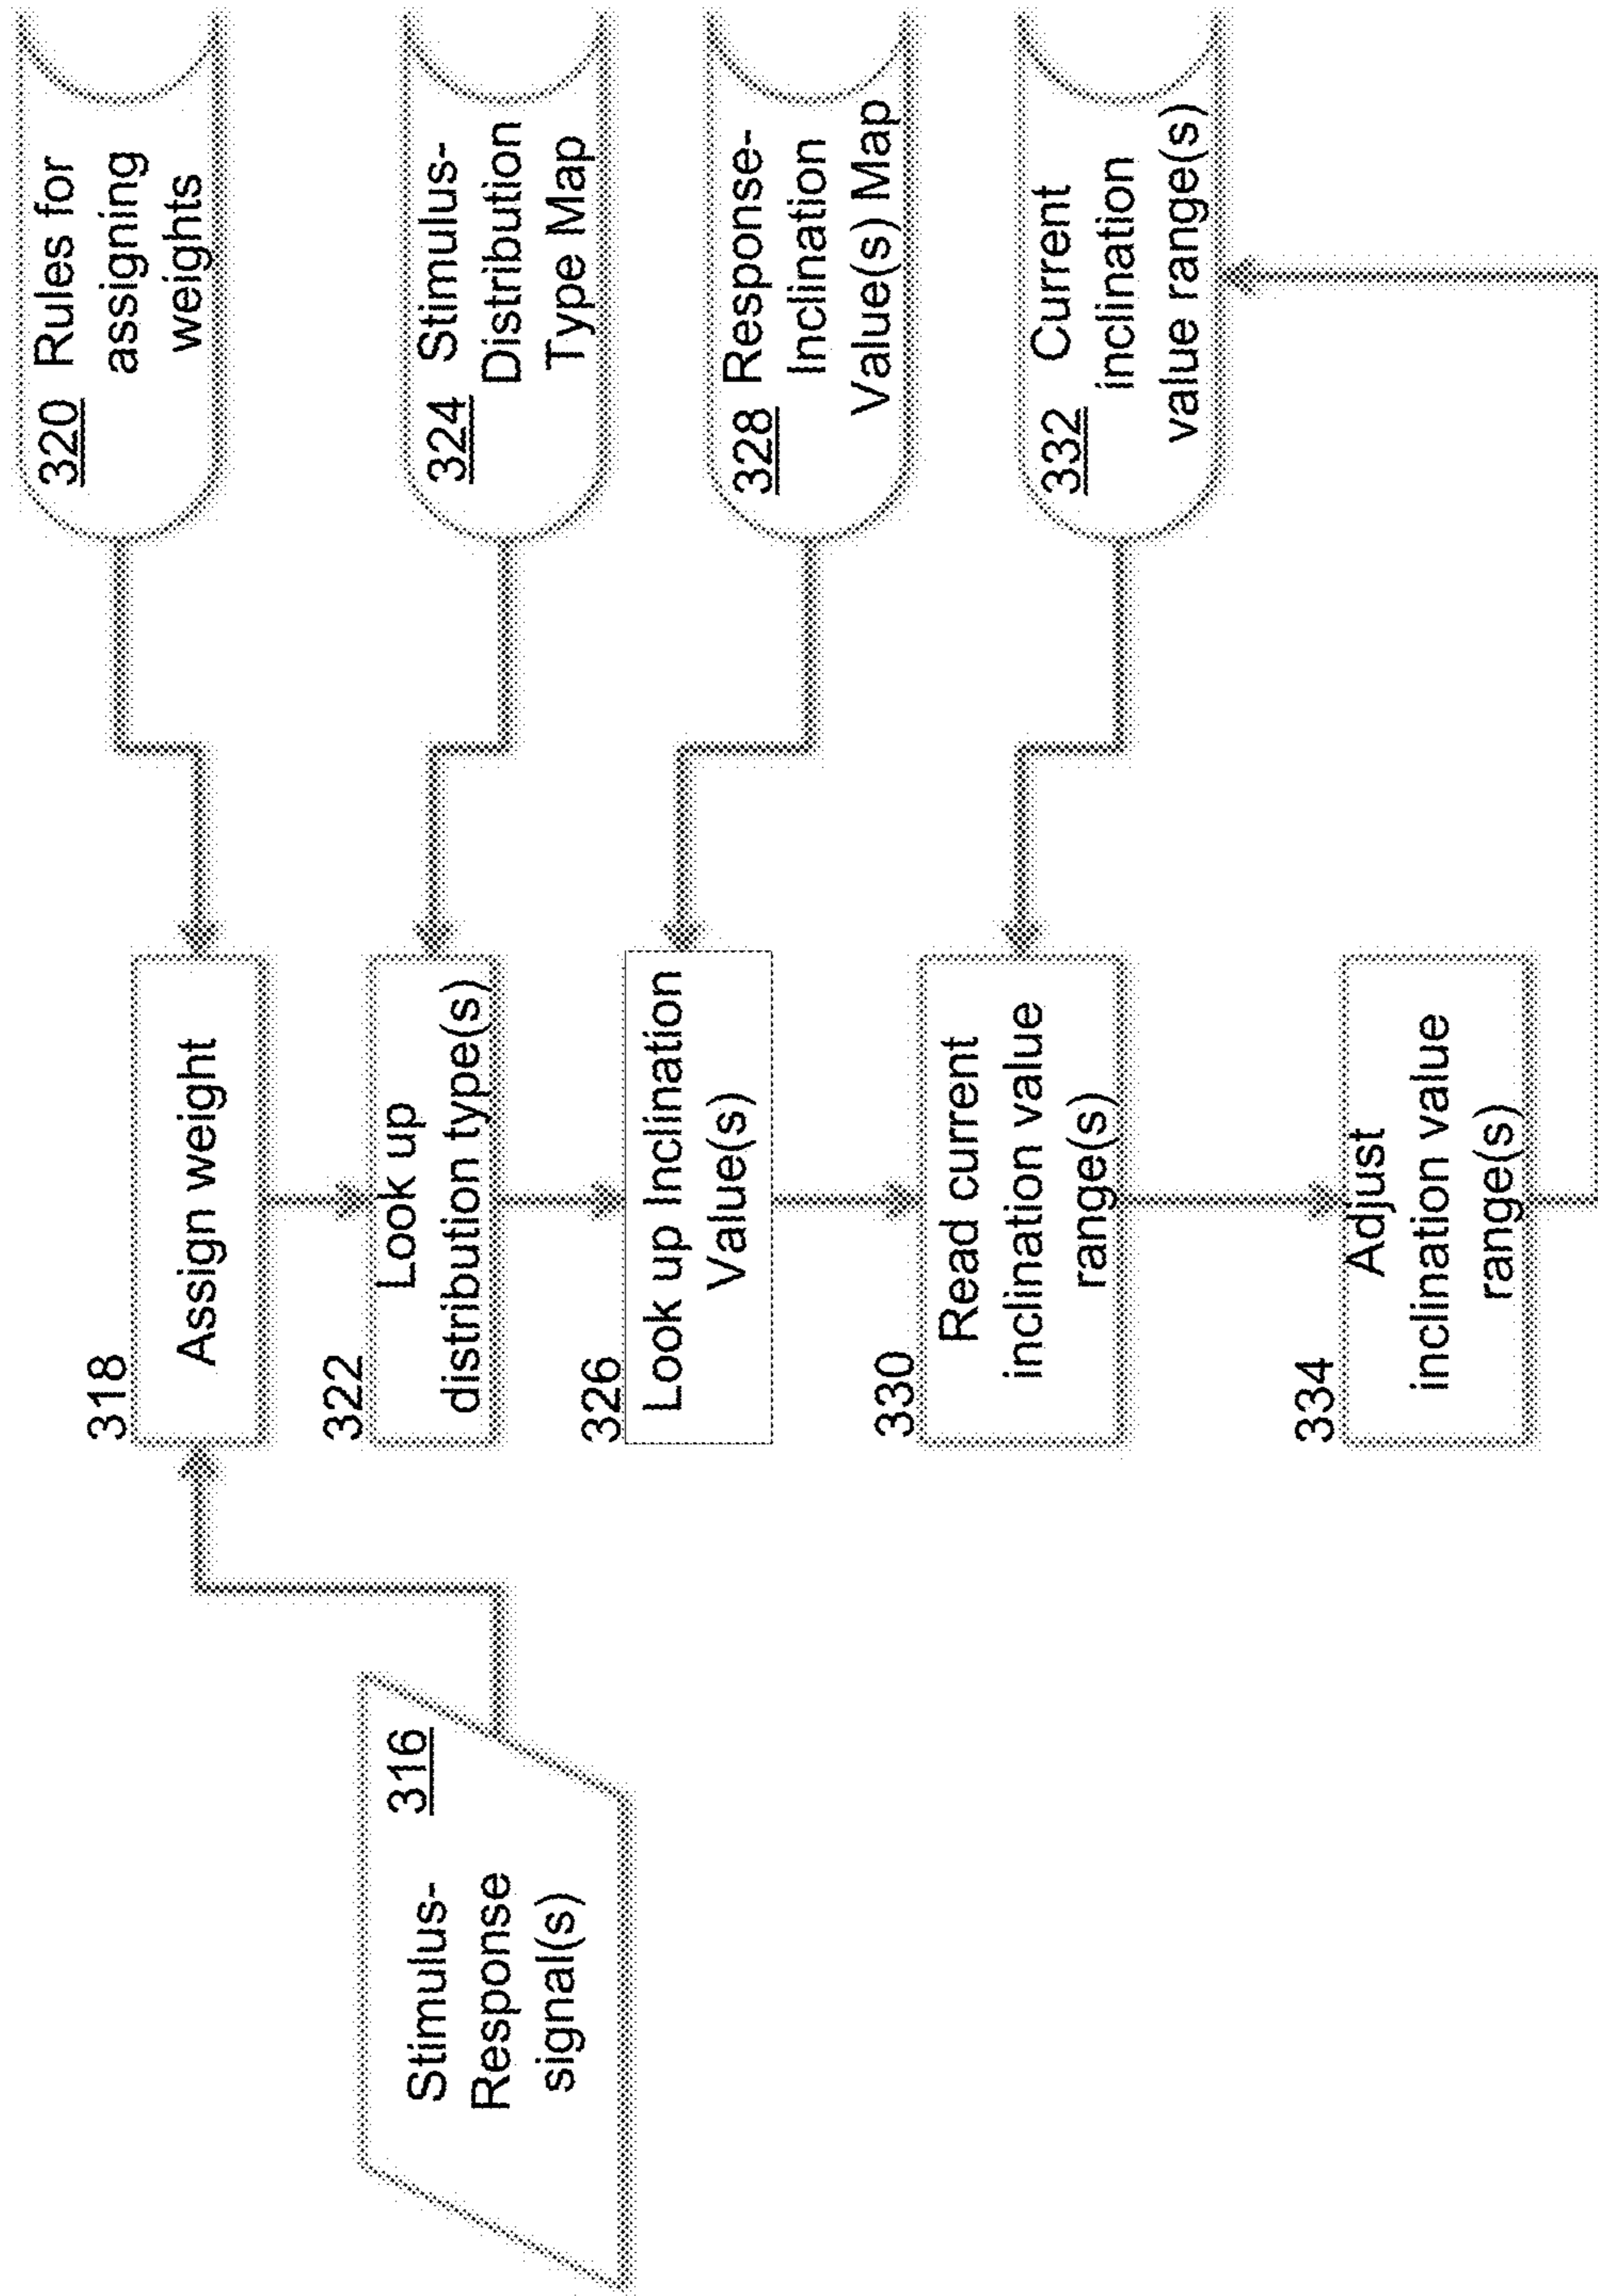 316
Stimulus-
Response
signal(s)
318
Assign weight
320 Rules for
assigning
weights
322
Look up
distribution type(s)
324 Stimulus-
Distribution
Type Map
326
Look up Inclination
Value(s)
328 Response-
Inclination
Value(s) Map
330
Read current
inclination value
range(s)
332 Current
inclination
value range(s)
334
Adjust
inclination value
range(s)